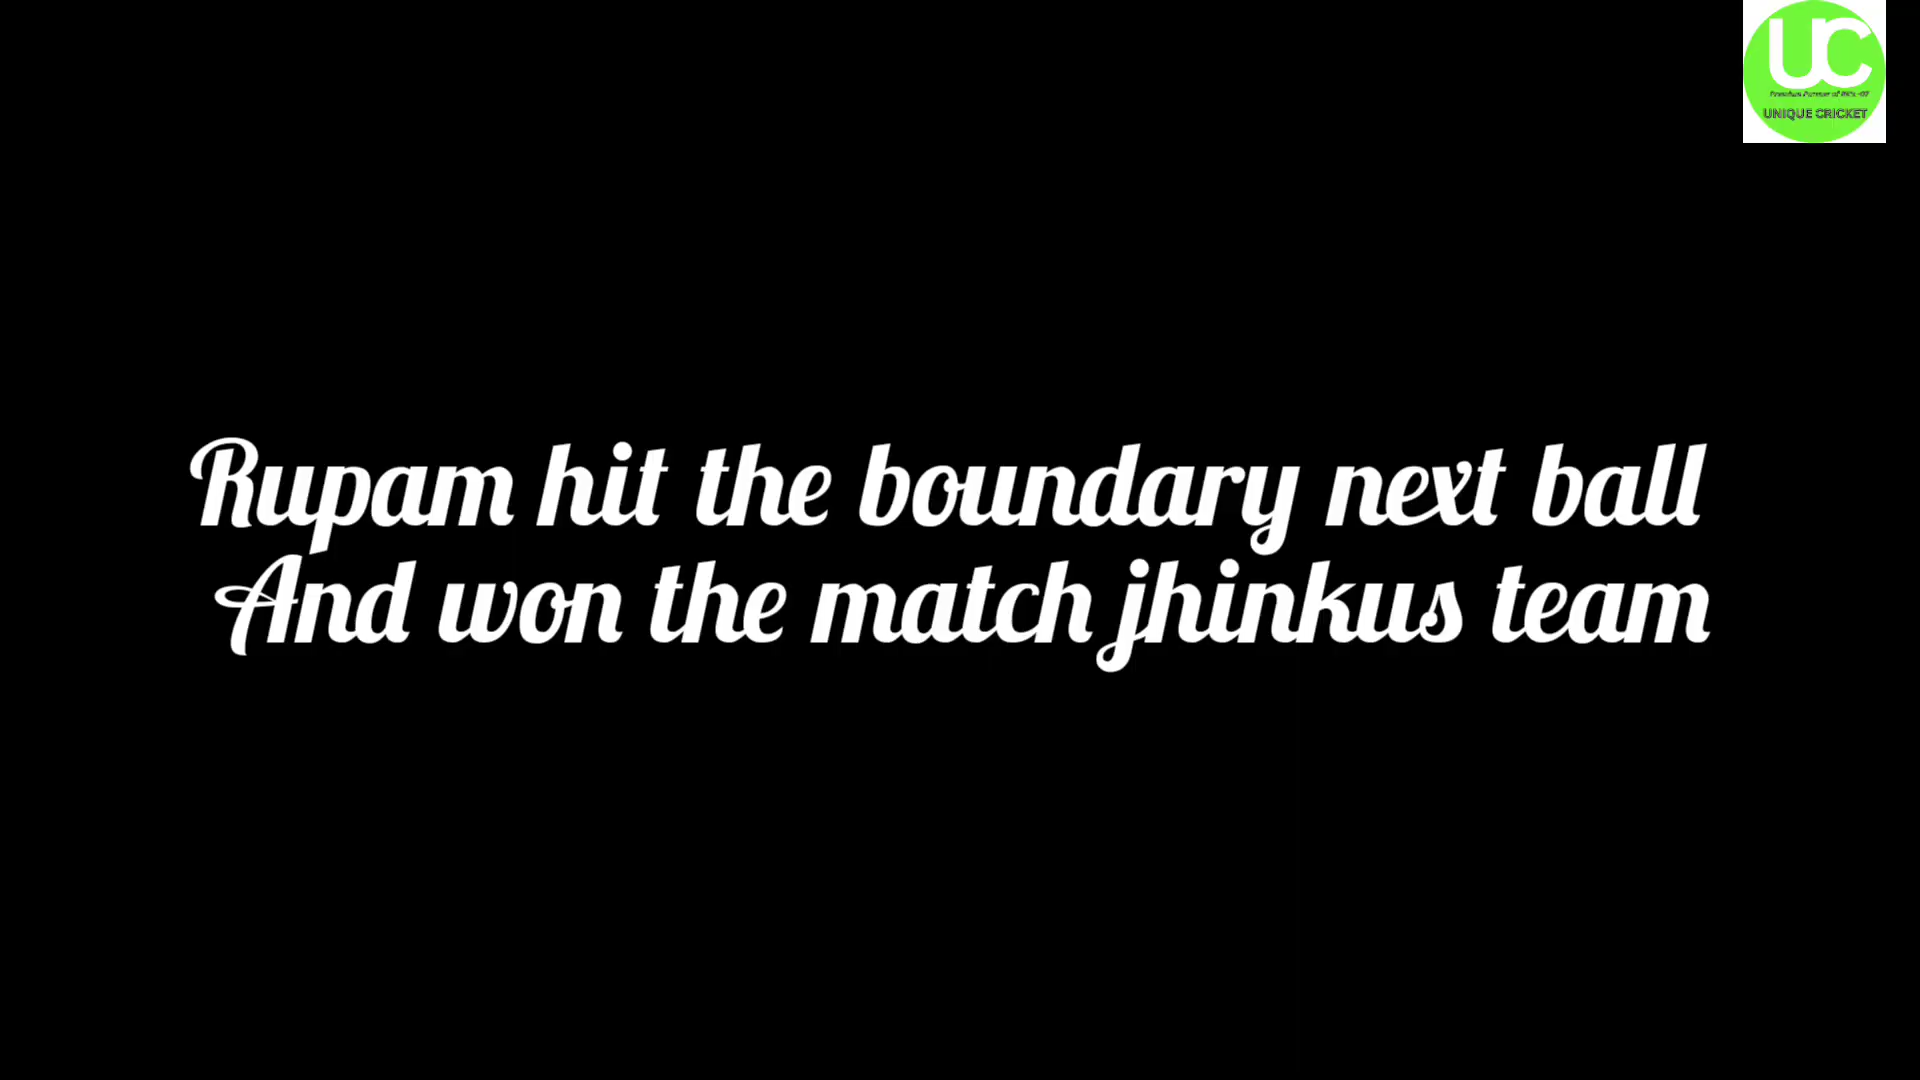 UC
UNIQUE CRICKET
Rupam hit the boundary next ball
And won the match jhinkus team